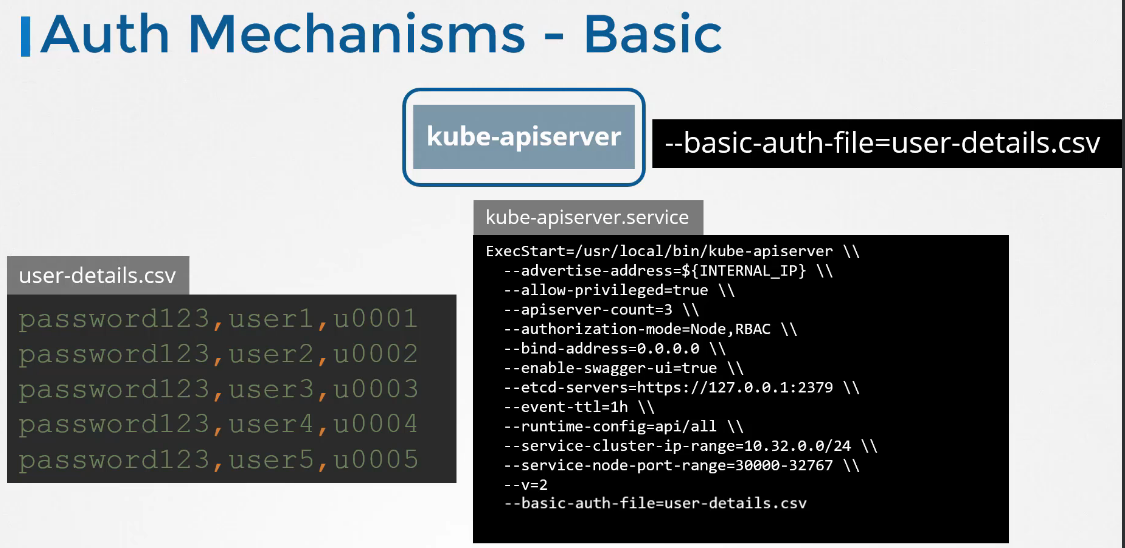 Auth Mechanisms - Basic
kube-apiserver
--basic-auth-file=user-details.csv
kube-apiserver.service
ExecStart=/usr/local/bin/kube-apiserver \\
--advertise-address=${INTERNAL_IP} \\
--allow-privileged=true \\
--apiserver-count=3 \\
--authorization-mode=Node,RBAC \\
--bind-address=0.0.0.0 \\
--enable-swagger-ui=true \\
--etcd-servers=https://127.0.0.1:2379 \\
--event-ttl=1h \\
--runtime-config=api/all \\
--service-cluster-ip-range=10.32.0.0/24 \\
--service-node-port-range=30000-32767 \\
--v=2
--basic-auth-file=user-details.csv
user-details.csv
password123,user1,u0001
password123,user2,u0002
password123,user3,u0003
password123,user4,u0004
password123,user5,u0005